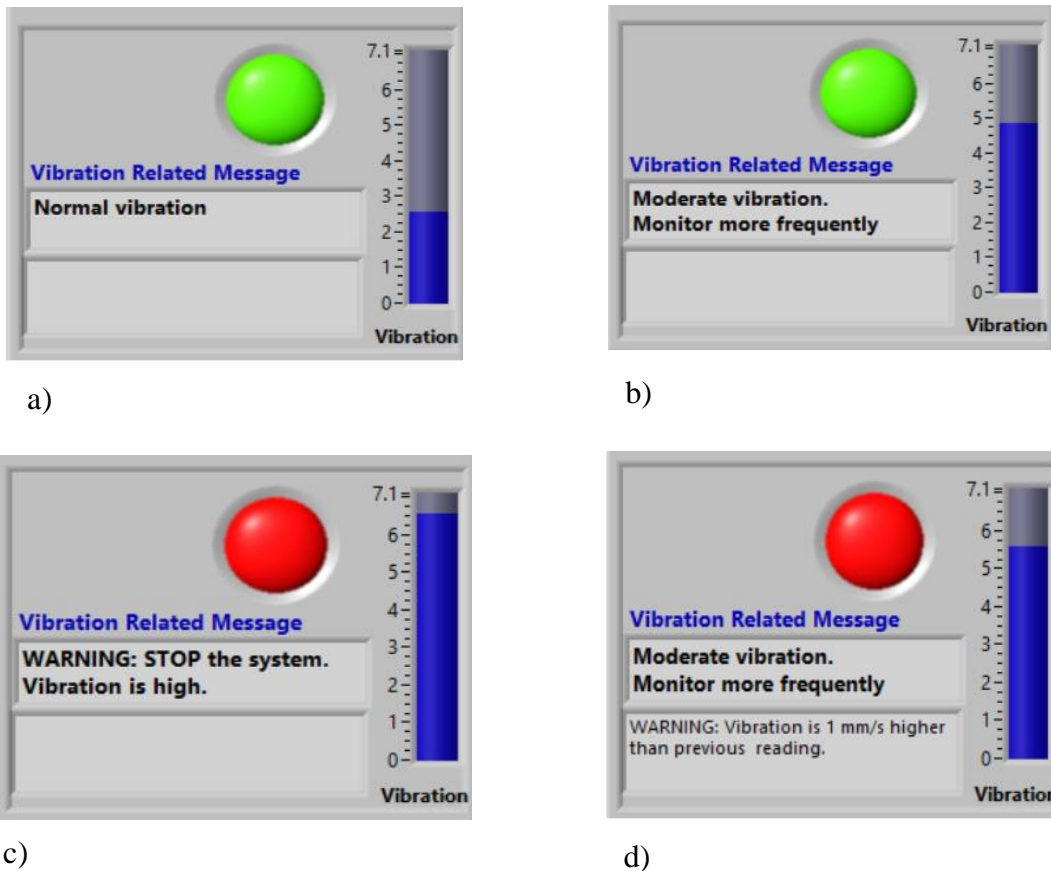 7.1
6
5
4
3
2
1
0
Vibration Related Message
Normal vibration
Vibration
a)
7.1
6
5
4
3
2
1
0
Vibration Related Message
Moderate vibration.
Monitor more frequently
Vibration
b)
7.1
6
5
4
3
2
1
0
Vibration Related Message
WARNING: STOP the system.
Vibration is high.
Vibration
c)
7.1
6
5
4
3
2
1
0
Vibration Related Message
Moderate vibration.
Monitor more frequently
WARNING: Vibration is 1 mm/s higher
than previous reading.
Vibration
d)